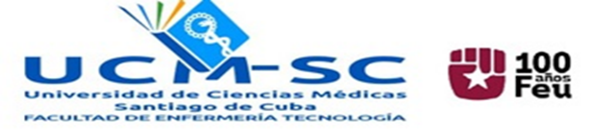 UCM-SC
Universidad de Ciencias Médicas
Santiago de Cuba
FACULTAD DE ENFERMERÍA TECNOLOGÍA
100
años
Feu